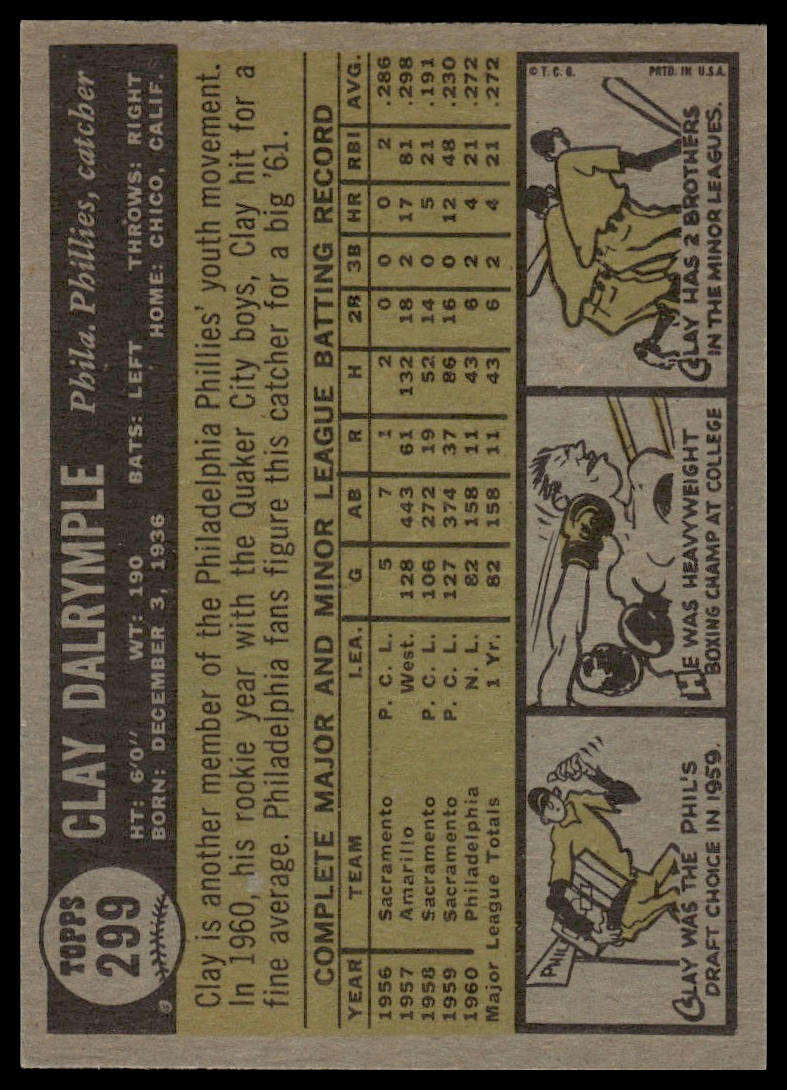 TOPPS
299
CLAY DALRYMPLE Phila. Phillies, catcher
HT: 6'0" WT: 190 BATS: LEFT THROWS: RIGHT
BORN: DECEMBER 3, 1936 HOME: CHICO, CALIF.
Clay is another member of the Philadelphia Phillies' youth movement.
In 1960, his rookie year with the Quaker City boys, Clay hit for a
fine average. Philadelphia fans figure this catcher for a big '61.
COMPLETE MAJOR AND MINOR LEAGUE BATTING RECORD
YEAR TEAM LEA. G AB R H 2B 3B HR RBI AVG.
1956 Sacramento P. C. L. 5 7 1 2 0 0 0 2 .286
1957 Amarillo West. 128 443 61 132 18 2 17 81 .298
1958 Sacramento P. C. L. 106 272 19 52 14 0 5 21 .191
1959 Sacramento P. C. L. 127 374 37 86 16 0 12 48 .230
1960 Philadelphia N. L. 82 158 11 43 6 2 4 21 .272
Major League Totals 1 Yr. 82 158 11 43 6 2 4 21 .272
PHIL
CLAY WAS THE PHIL'S
DRAFT CHOICE IN 1959.
HE WAS HEAVYWEIGHT
BOXING CHAMP AT COLLEGE
© T. C. G. PRTD. IN U.S.A.
CLAY HAS 2 BROTHERS
IN THE MINOR LEAGUES.